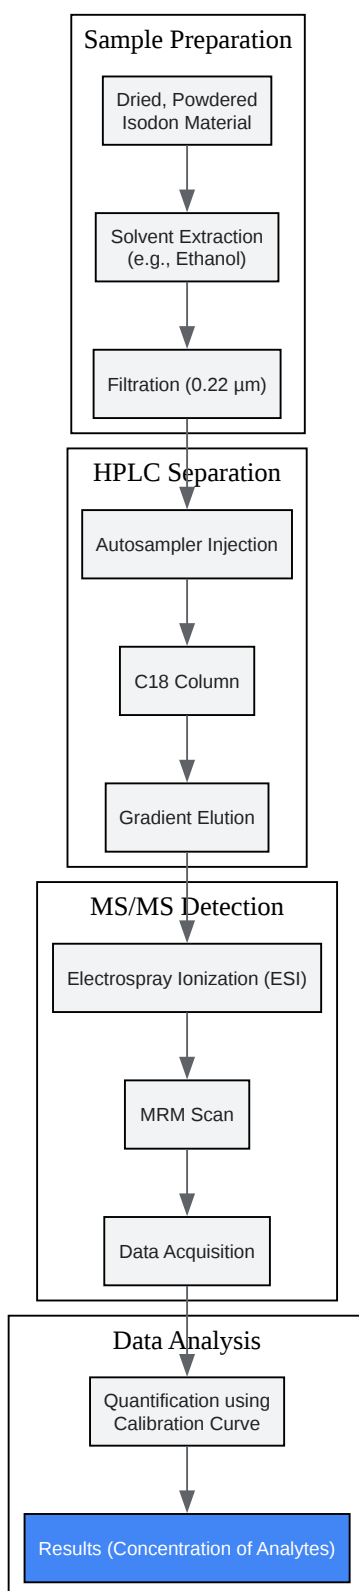 Sample Preparation
Dried, Powdered
Isodon Material
Solvent Extraction
(e.g., Ethanol)
Filtration (0.22 µm)
HPLC Separation
Autosampler Injection
C18 Column
Gradient Elution
MS/MS Detection
Electrospray Ionization (ESI)
MRM Scan
Data Acquisition
Data Analysis
Quantification using
Calibration Curve
Results (Concentration of Analytes)